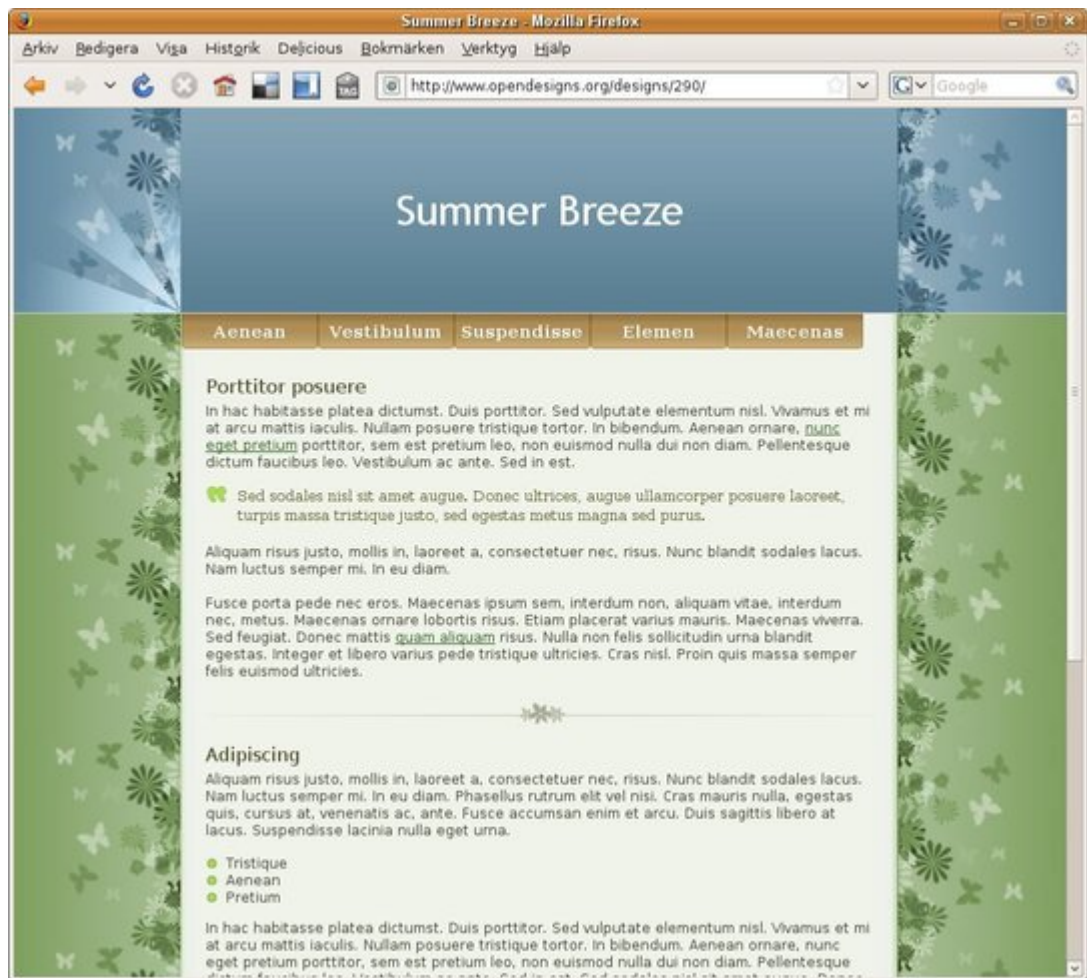 Summer Breeze - Mozilla Firefox
Arkiv Redigera Visa Historik Delicious Bokmärken Verktyg Hjälp
TAG http://www.opendesigns.org/designs/290/ G Google
Summer Breeze
Aenean Vestibulum Suspendisse Elemen Maecenas
Porttitor posuere
In hac habitasse platea dictumst. Duis porttitor. Sed vulputate elementum nisl. Vivamus et mi
at arcu mattis iaculis. Nullam posuere tristique tortor. In bibendum. Aenean ornare, nunc
eget pretium porttitor, sem est pretium leo, non euismod nulla dui non diam. Pellentesque
dictum faucibus leo. Vestibulum ac ante. Sed in est.
Sed sodales nisl sit amet augue. Donec ultrices, augue ullamcorper posuere laoreet,
turpis massa tristique justo, sed egestas metus magna sed purus.
Aliquam risus justo, mollis in, laoreet a, consectetuer nec, risus. Nunc blandit sodales lacus.
Nam luctus semper mi. In eu diam.
Fusce porta pede nec eros. Maecenas ipsum sem, interdum non, aliquam vitae, interdum
nec, metus. Maecenas ornare lobortis risus. Etiam placerat varius mauris. Maecenas viverra.
Sed feugiat. Donec mattis quam aliquam risus. Nulla non felis sollicitudin urna blandit
egestas. Integer et libero varius pede tristique ultricies. Cras nisl. Proin quis massa semper
felis euismod ultricies.
Adipiscing
Aliquam risus justo, mollis in, laoreet a, consectetuer nec, risus. Nunc blandit sodales lacus.
Nam luctus semper mi. In eu diam. Phasellus rutrum elit vel nisi. Cras mauris nulla, egestas
quis, cursus at, venenatis ac, ante. Fusce accumsan enim et arcu. Duis sagittis libero at
lacus. Suspendisse lacinia nulla eget urna.
Tristique
Aenean
Pretium
In hac habitasse platea dictumst. Duis porttitor. Sed vulputate elementum nisl. Vivamus et mi
at arcu mattis iaculis. Nullam posuere tristique tortor. In bibendum. Aenean ornare, nunc
eget pretium porttitor, sem est pretium leo, non euismod nulla dui non diam. Pellentesque